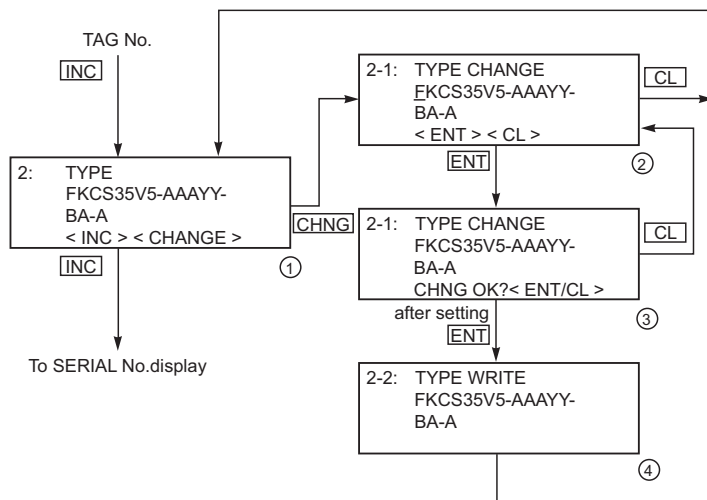 TAG No.
INC
2: TYPE
FKCS35V5-AAAYY-
BA-A
< INC > < CHANGE >
1
INC
To SERIAL No.display
CHNG
2-1: TYPE CHANGE
FKCS35V5-AAAYY-
BA-A
< ENT > < CL >
2
CL
ENT
2-1: TYPE CHANGE
FKCS35V5-AAAYY-
BA-A
CHNG OK?< ENT/CL >
3
CL
after setting
ENT
2-2: TYPE WRITE
FKCS35V5-AAAYY-
BA-A
4